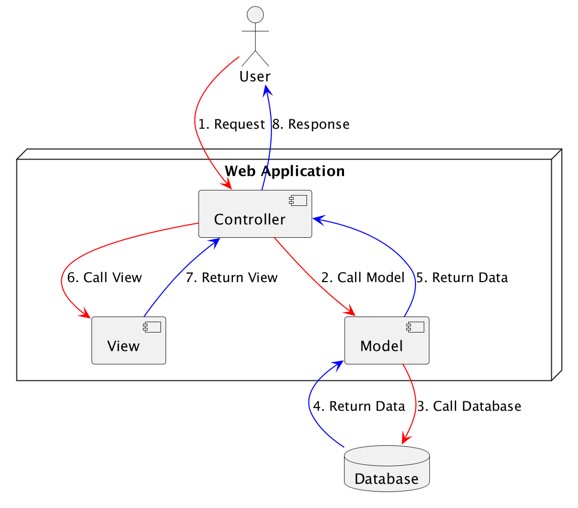 User
1. Request
8. Response
Web Application
Controller
6. Call View
7. Return View
2. Call Model
5. Return Data
View
Model
4. Return Data
3. Call Database
Database